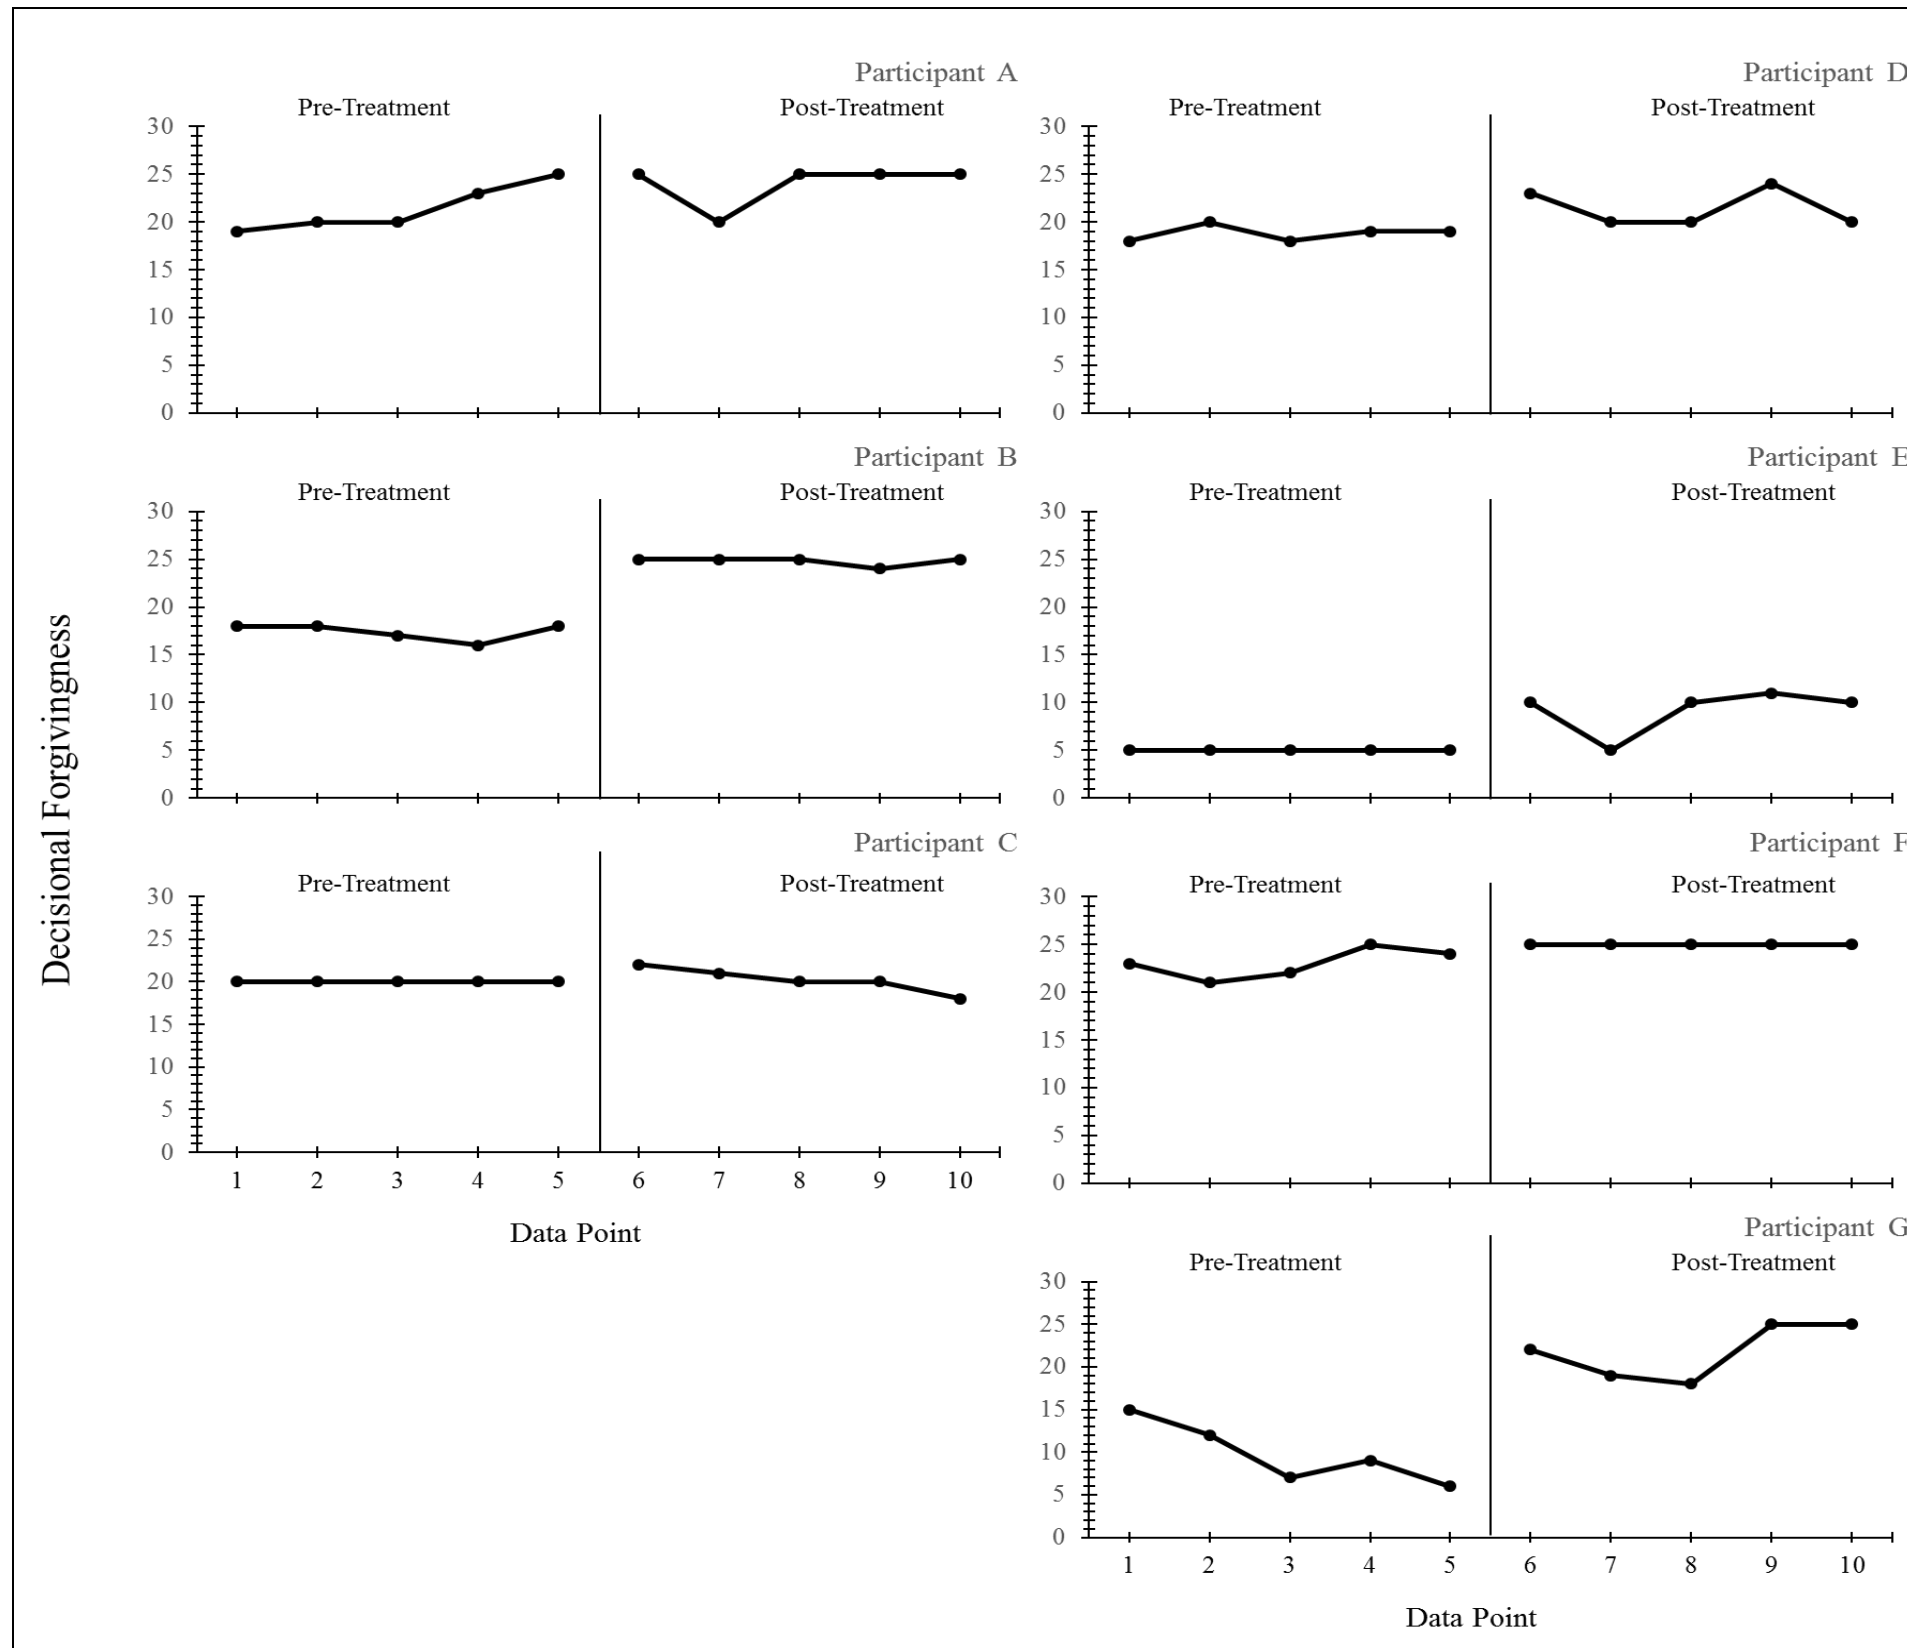 Decisional Forgivingness
Participant A
Pre-Treatment Post-Treatment
30
25
20
15
10
5
0
Participant B
Pre-Treatment Post-Treatment
30
25
20
15
10
5
0
Participant C
Pre-Treatment Post-Treatment
30
25
20
15
10
5
0
1 2 3 4 5 6 7 8 9 10
Data Point
Participant D
Pre-Treatment Post-Treatment
30
25
20
15
10
5
0
Participant E
Pre-Treatment Post-Treatment
30
25
20
15
10
5
0
Participant F
Pre-Treatment Post-Treatment
30
25
20
15
10
5
0
Participant G
Pre-Treatment Post-Treatment
30
25
20
15
10
5
0
1 2 3 4 5 6 7 8 9 10
Data Point